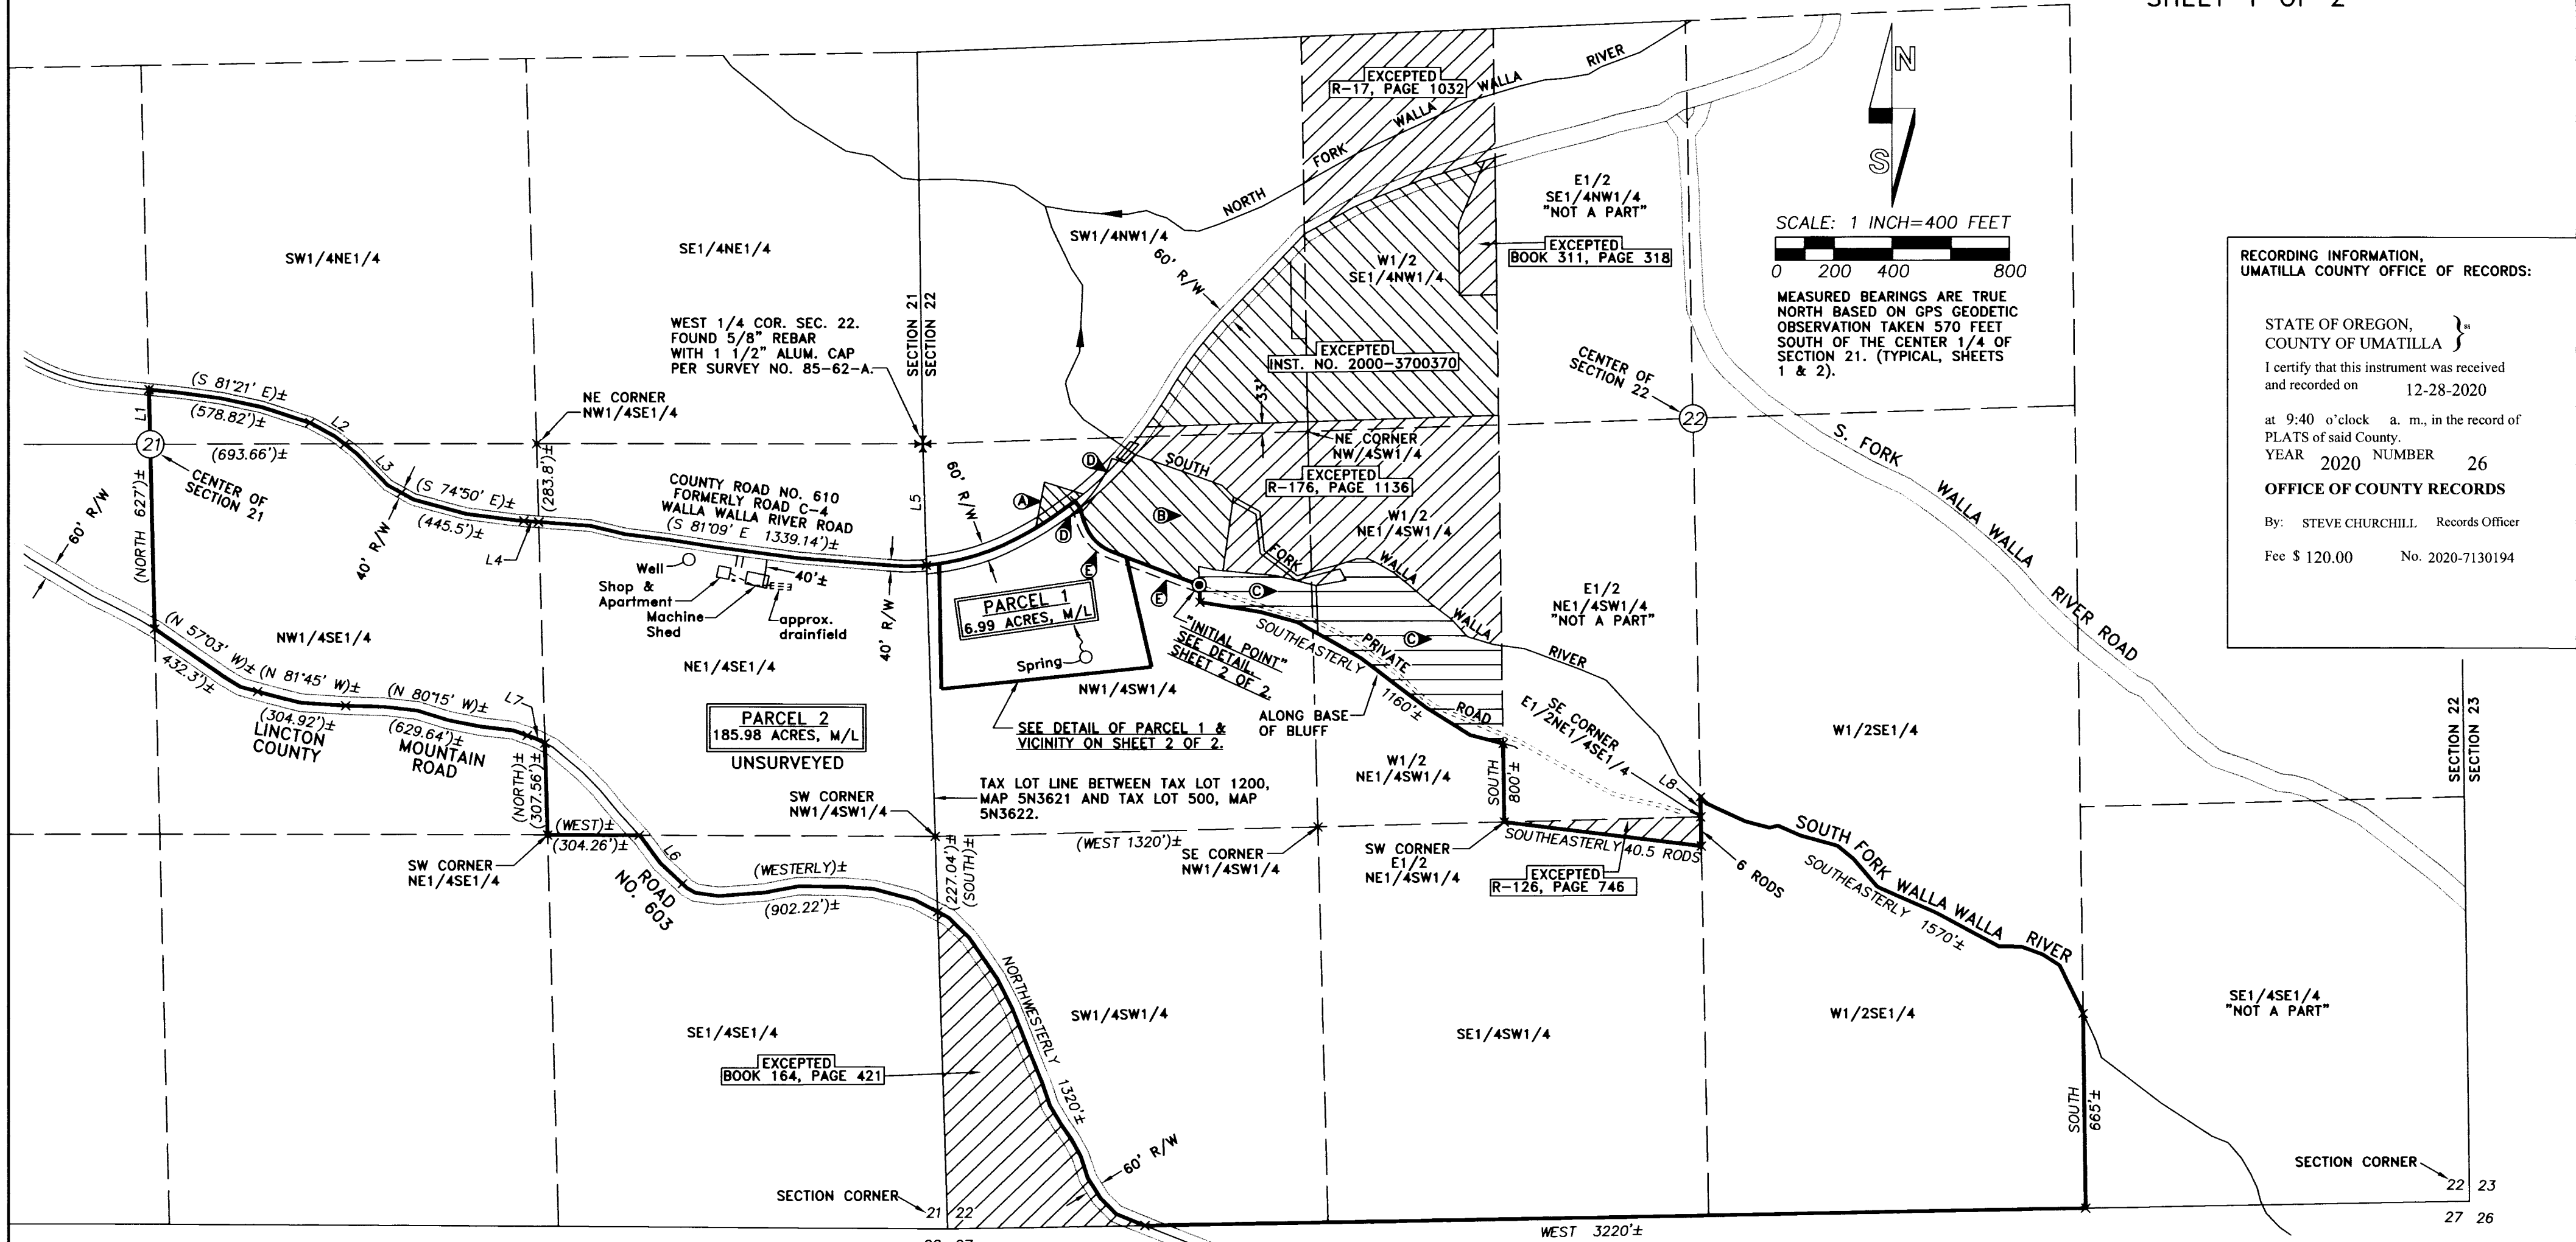 SHEET 1 OF 2
EXCEPTED
R-17, PAGE 1032
NORTH FORK WALLA WALLA RIVER
N
S
SCALE: 1 INCH=400 FEET
0 200 400 800
MEASURED BEARINGS ARE TRUE
NORTH BASED ON GPS GEODETIC
OBSERVATION TAKEN 570 FEET
SOUTH OF THE CENTER 1/4 OF
SECTION 21. (TYPICAL, SHEETS
1 & 2).
RECORDING INFORMATION,
UMATILLA COUNTY OFFICE OF RECORDS:
STATE OF OREGON,
COUNTY OF UMATILLA } ss
I certify that this instrument was received
and recorded on 12-28-2020
at 9:40 o'clock a. m., in the record of
PLATS of said County.
YEAR 2020 NUMBER 26
OFFICE OF COUNTY RECORDS
By: STEVE CHURCHILL Records Officer
Fee $ 120.00 No. 2020-7130194
SW1/4NE1/4
SE1/4NE1/4
SECTION 21
SECTION 22
SW1/4NW1/4
60' R/W
W1/2
SE1/4NW1/4
E1/2
SE1/4NW1/4
"NOT A PART"
EXCEPTED
BOOK 311, PAGE 318
EXCEPTED
INST. NO. 2000-3700370
33'
CENTER OF
SECTION 22
22
WEST 1/4 COR. SEC. 22.
FOUND 5/8" REBAR
WITH 1 1/2" ALUM. CAP
PER SURVEY NO. 85-62-A.
NE CORNER
NW1/4SE1/4
(S 81°21' E)±
(578.82')±
L1
L2
21
(693.66')±
CENTER OF
SECTION 21
L3
(S 74°50' E)±
(445.5')±
L4
(283.8')±
40' R/W
COUNTY ROAD NO. 610
FORMERLY ROAD C-4
WALLA WALLA RIVER ROAD
(S 81°09' E 1339.14')±
L5
60' R/W
A
D
B
D
E
E
C
C
SOUTH FORK WALLA WALLA RIVER
NE CORNER
NW/4SW1/4
EXCEPTED
R-176, PAGE 1136
W1/2
NE1/4SW1/4
E1/2
NE1/4SW1/4
"NOT A PART"
S. FORK WALLA WALLA RIVER ROAD
60' R/W
(NORTH 627')±
Well
Shop &
Apartment
Machine
Shed
40'±
approx.
drainfield
40' R/W
PARCEL 1
6.99 ACRES, M/L
Spring
"INITIAL POINT"
SEE DETAIL,
SHEET 2 OF 2.
SOUTHEASTERLY 1160'±
PRIVATE ROAD
ALONG BASE
OF BLUFF
NW1/4SW1/4
NW1/4SE1/4
NE1/4SE1/4
(N 57°03' W)±
432.3')±
(N 81°45' W)±
(304.92')±
(N 80°15' W)±
(629.64')±
L7
LINCTON MOUNTAIN
COUNTY ROAD
PARCEL 2
185.98 ACRES, M/L
UNSURVEYED
SEE DETAIL OF PARCEL 1 &
VICINITY ON SHEET 2 OF 2.
TAX LOT LINE BETWEEN TAX LOT 1200,
MAP 5N3621 AND TAX LOT 500, MAP
5N3622.
SW CORNER
NW1/4SW1/4
(NORTH)±
(307.56')±
(WEST)±
(304.26')±
SW CORNER
NE1/4SE1/4
L6
ROAD
NO. 603
(WESTERLY)±
(902.22')±
(227.04')±
(SOUTH)±
(WEST 1320')±
SE CORNER
NW1/4SW1/4
W1/2
NE1/4SW1/4
SOUTH
800'±
SE CORNER
E1/2NE1/4SE1/4
L8
SW CORNER
E1/2
NE1/4SW1/4
SOUTHEASTERLY 40.5 RODS
6 RODS
EXCEPTED
R-126, PAGE 746
W1/2SE1/4
SECTION 22
SECTION 23
SOUTH FORK WALLA WALLA RIVER
SOUTHEASTERLY 1570'±
SE1/4SE1/4
"NOT A PART"
SE1/4SE1/4
EXCEPTED
BOOK 164, PAGE 421
NORTHWESTERLY 1320'±
SW1/4SW1/4
SE1/4SW1/4
W1/2SE1/4
SOUTH
665'±
60' R/W
SECTION CORNER
21 22
SECTION CORNER
22 23
27 26
WEST 3220'±